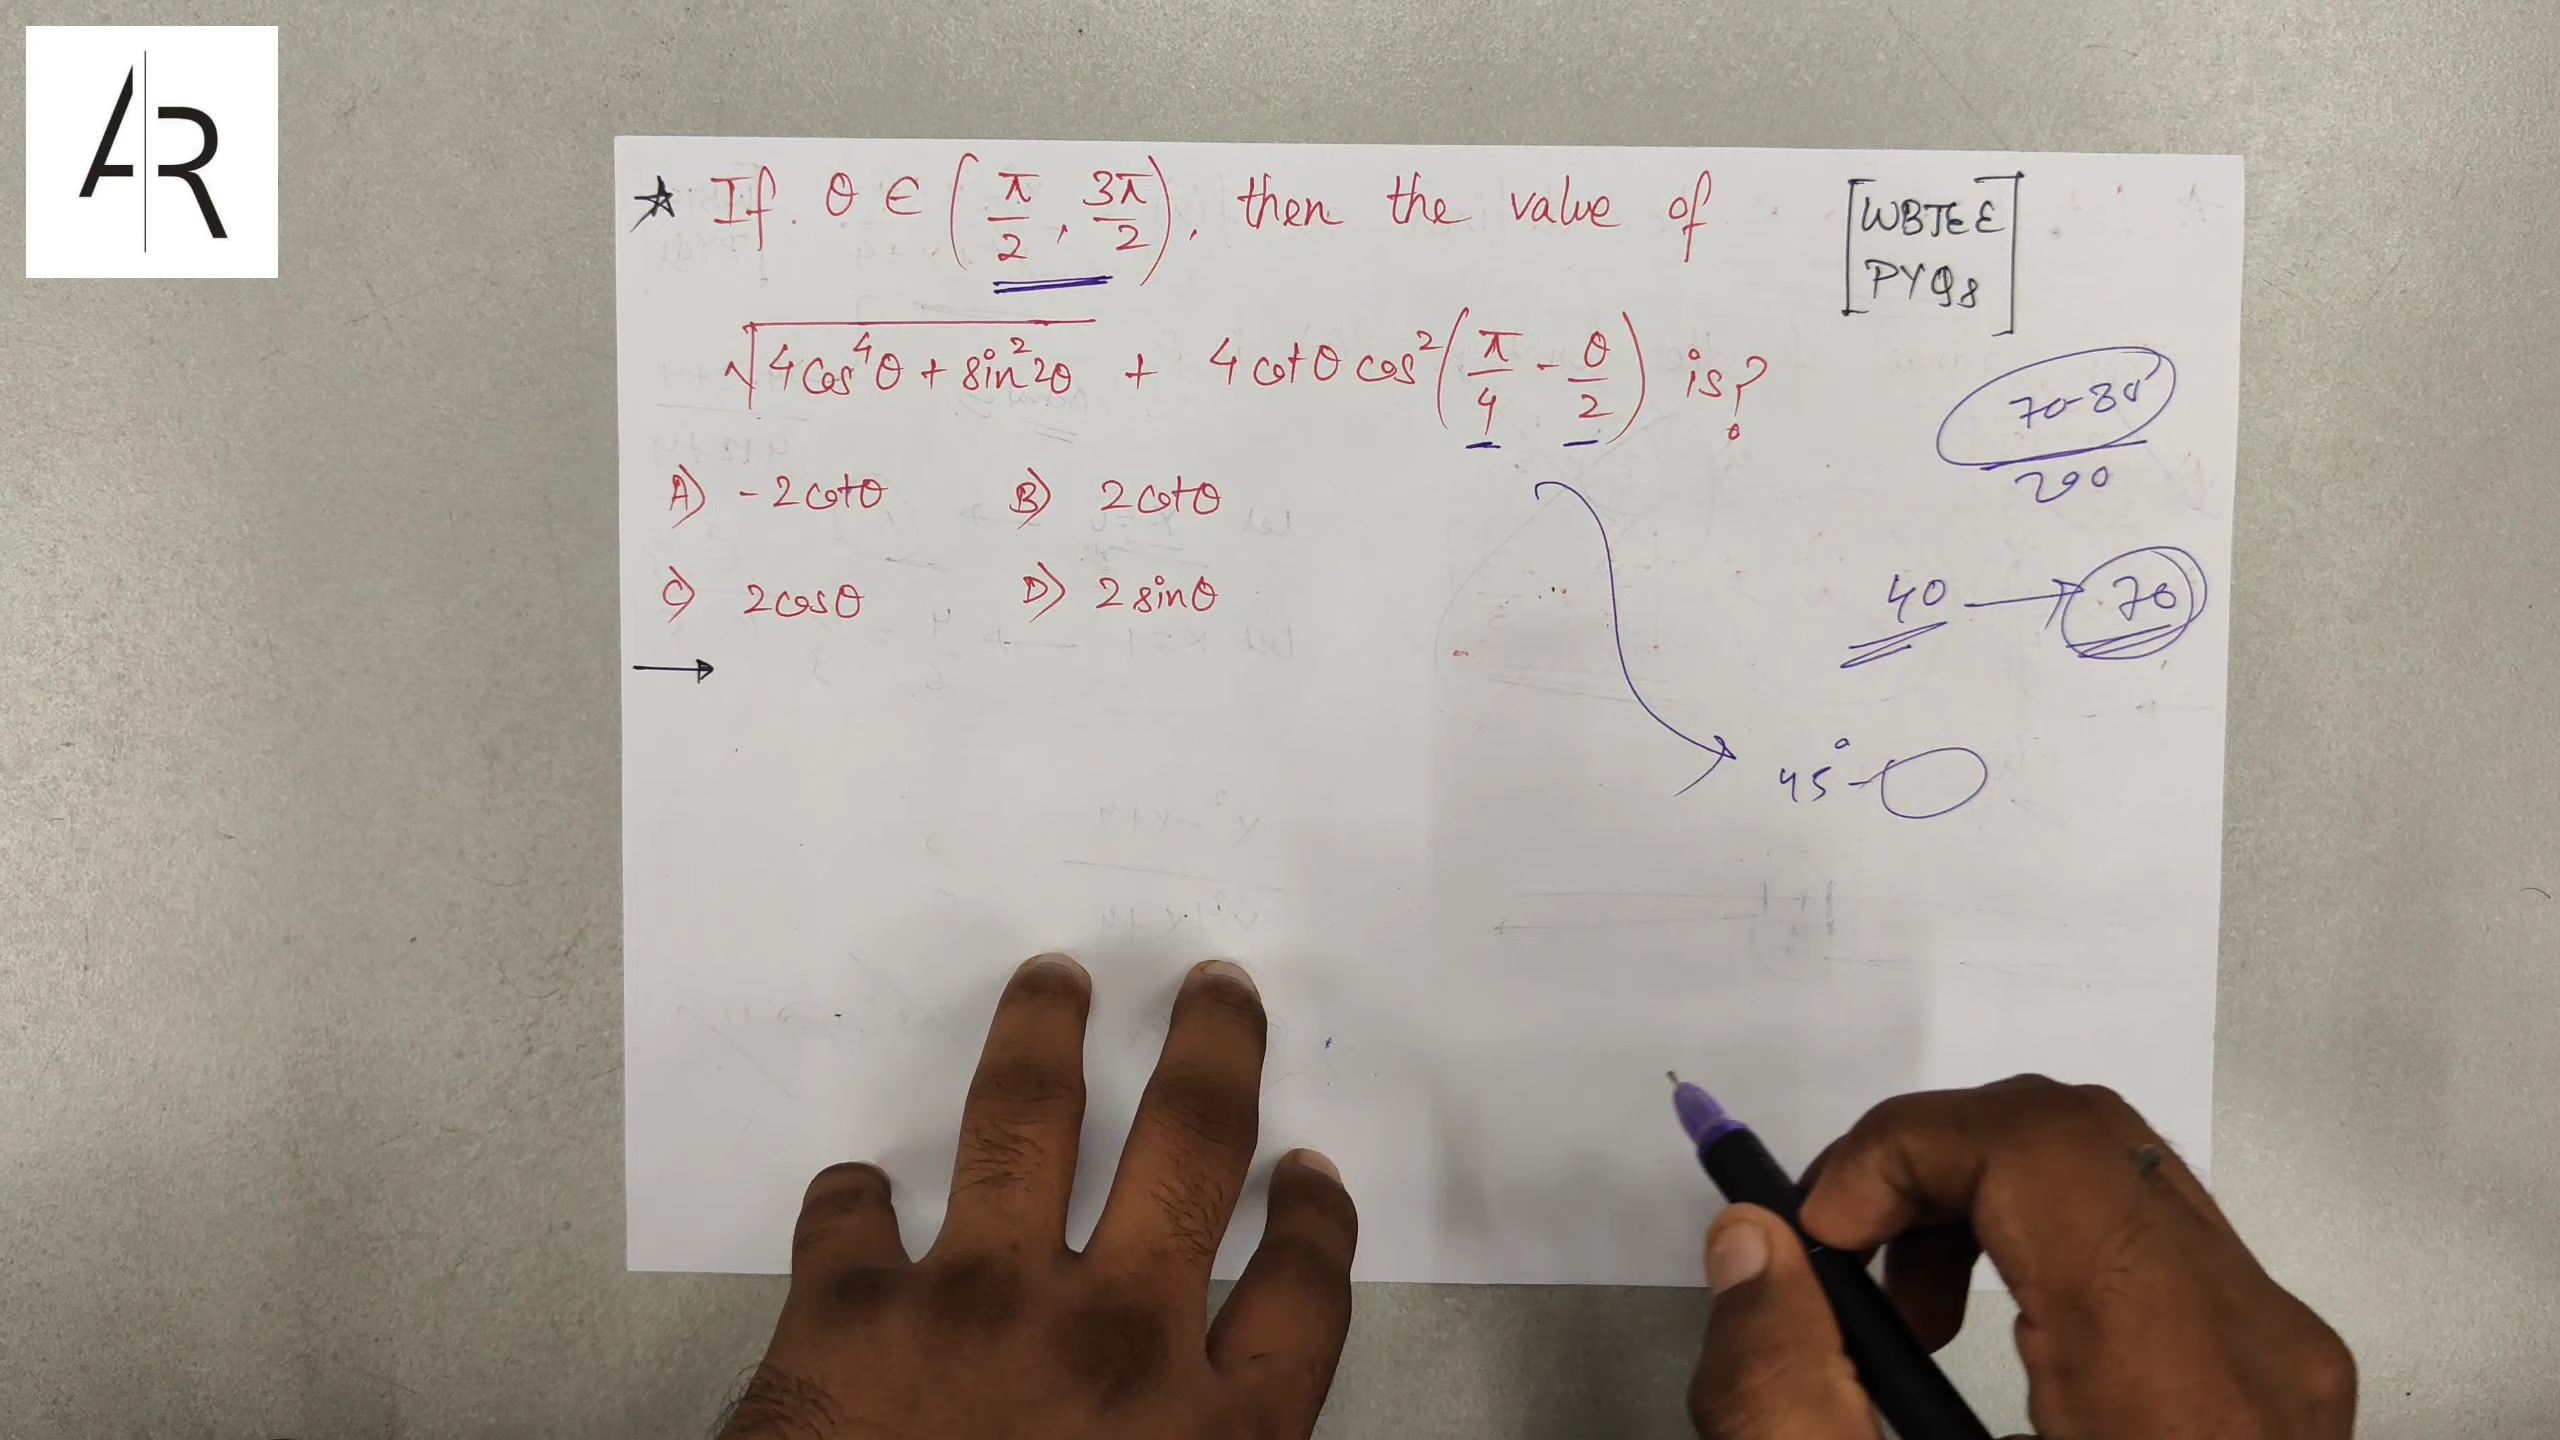 AR
☆ If θ ∈ (π/2, 3π/2), then the value of
[WBJEE
PYQs]
√(4cos⁴θ + sin²2θ) + 4cotθ cos²(π/4 - θ/2) is?
70-80
200
A) -2cotθ B) 2cotθ
C) 2cosθ D) 2sinθ
40 → 70
→
45° -